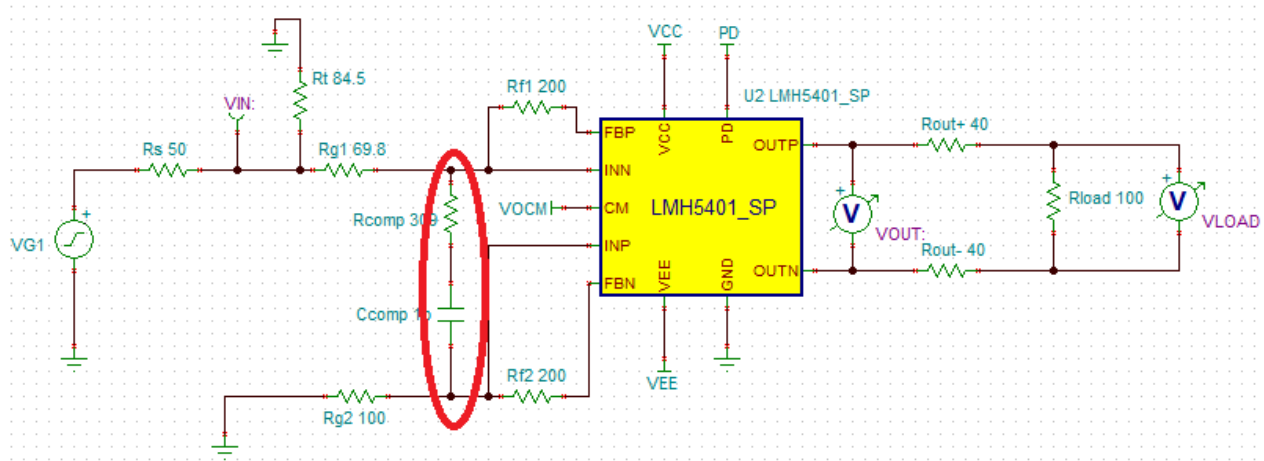 VCC
PD
Rt 84.5
VIN:
Rf1 200
U2 LMH5401_SP
Rs 50
Rg1 69.8
FBP
VCC
PD
OUTP
Rout+ 40
INN
+
VG1
Rcomp 309
VOCM
CM
LMH5401_SP
+
V
VOUT:
Rload 100
+
V
VLOAD
INP
Rout- 40
Ccomp 1p
FBN
VEE
GND
OUTN
Rf2 200
VEE
Rg2 100